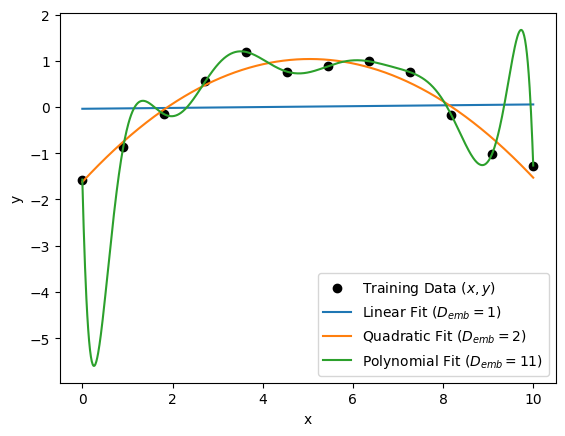 2
1
0
−1
−2
−3
−4
−5
y
0
2
4
6
8
10
x
Training Data (x, y)
Linear Fit (D_emb = 1)
Quadratic Fit (D_emb = 2)
Polynomial Fit (D_emb = 11)